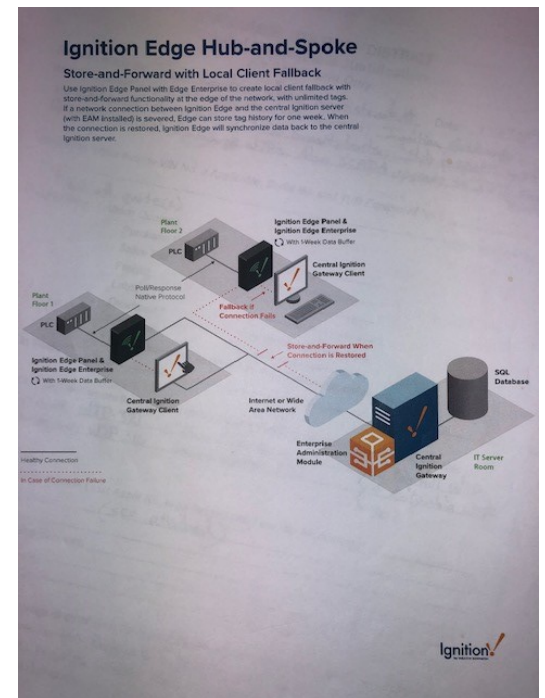 Ignition Edge Hub-and-Spoke
Store-and-Forward with Local Client Fallback
Use Ignition Edge Panel with Edge Enterprise to create local client fallback with
store-and-forward functionality at the edge of the network, with unlimited tags.
If a network connection between Ignition Edge and the central Ignition server
(with EAM installed) is severed, Edge can store tag history for one week. When
the connection is restored, Ignition Edge will synchronize data back to the central
Ignition server.
Plant
Floor 2
PLC
Ignition Edge Panel &
Ignition Edge Enterprise
With 1-Week Data Buffer
Central Ignition
Gateway Client
Poll/Response
Native Protocol
Fallback if
Connection Fails
Plant
Floor 1
PLC
Ignition Edge Panel &
Ignition Edge Enterprise
With 1-Week Data Buffer
Central Ignition
Gateway Client
Store-and-Forward When
Connection is Restored
Internet or Wide
Area Network
SQL
Database
Enterprise
Administration
Module
Central
Ignition
Gateway
IT Server
Room
Healthy Connection
In Case of Connection Failure
Ignition
by inductive automation